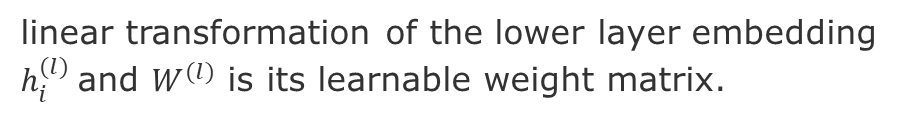 linear transformation of the lower layer embedding
$h_i^{(l)}$ and $W^{(l)}$ is its learnable weight matrix.